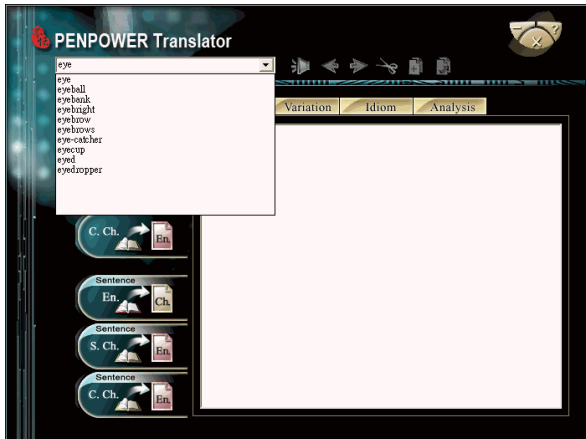 PENPOWER Translator
eye
eye
eyeball
eyebank
eyebright
eyebrow
eyebrows
eye-catcher
eyecup
eyed
eyedropper
Variation
Idiom
Analysis
C. Ch.
En.
Sentence
En.
Ch.
Sentence
S. Ch.
En.
Sentence
C. Ch.
En.